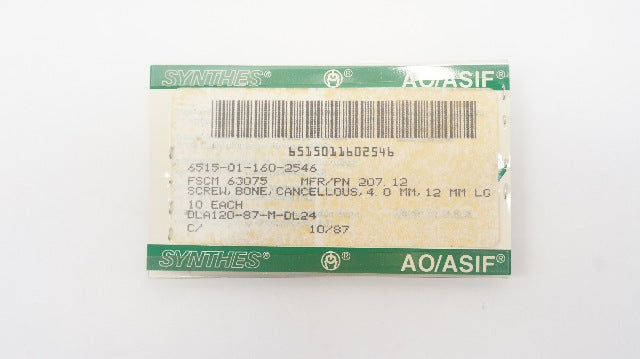 SYNTHES® ® AO/ASIF®
6515011602546
6515-01-160-2546
FSCM 63075 MFR/PN 207.12
SCREW,BONE,CANCELLOUS,4.0 MM,12 MM LG
10 EACH
DLA120-87-M-DL24
C/ 10/87
SYNTHES® ® AO/ASIF®